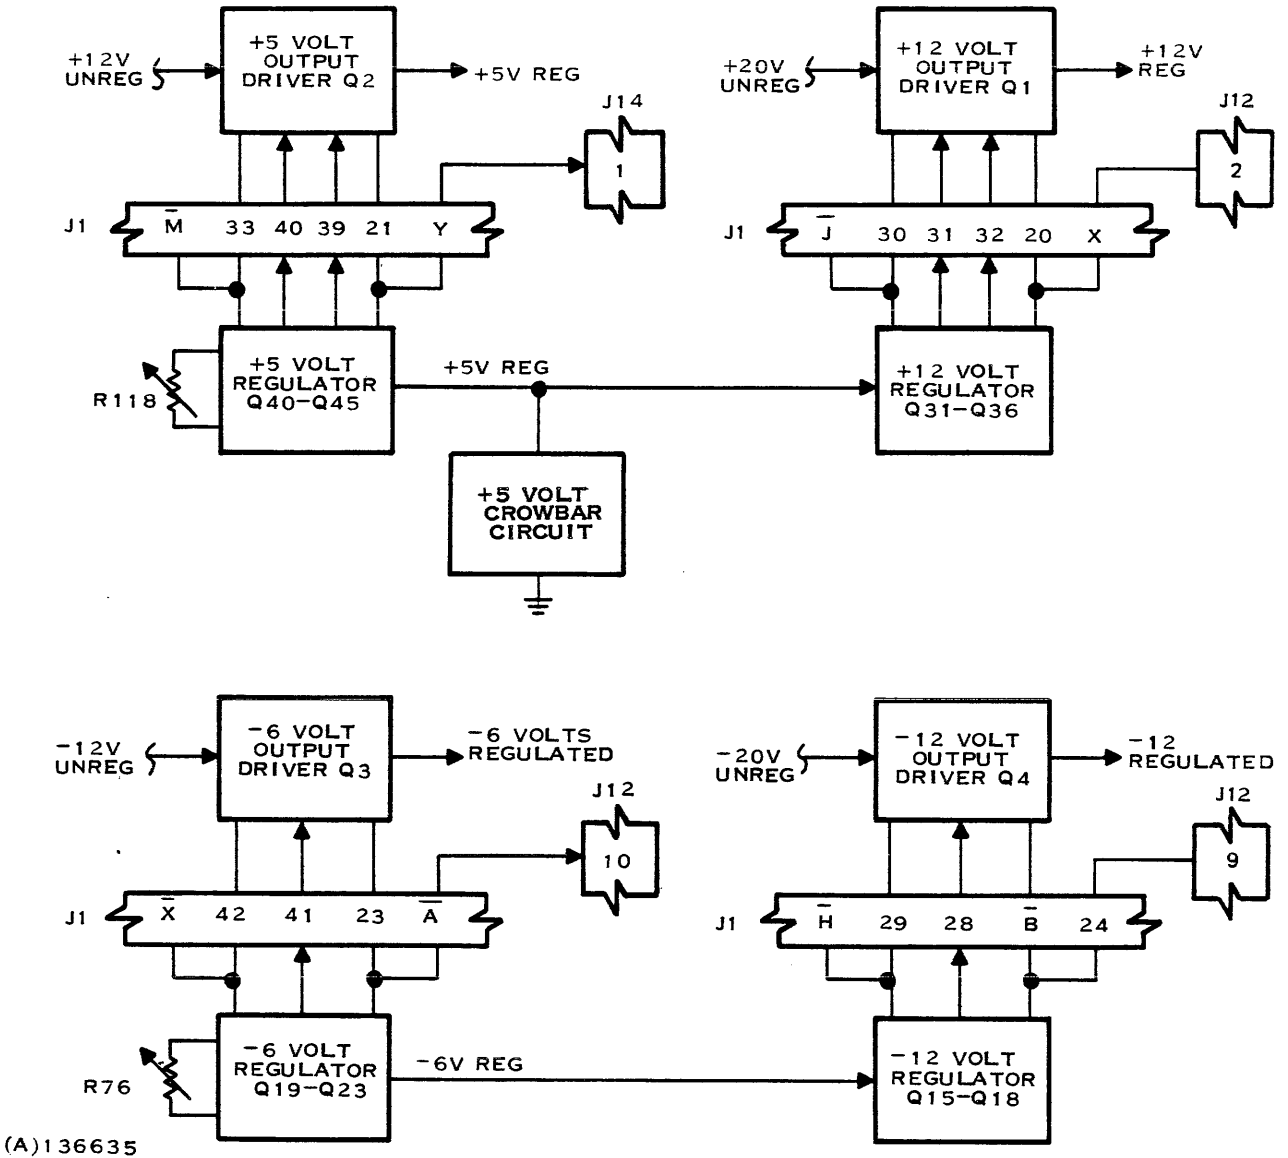 +5 VOLT
OUTPUT
DRIVER Q2
+12V
UNREG
+5V REG
J14
1
J1
M̅ 33 40 39 21 Y
+5 VOLT
REGULATOR
Q40-Q45
R118
+5V REG
+5 VOLT
CROWBAR
CIRCUIT
+12 VOLT
OUTPUT
DRIVER Q1
+20V
UNREG
+12V
REG
J12
2
J1
J̅ 30 31 32 20 X
+12 VOLT
REGULATOR
Q31-Q36
-6 VOLT
OUTPUT
DRIVER Q3
-12V
UNREG
-6 VOLTS
REGULATED
J12
10
J1
X̅ 42 41 23 A̅
-6 VOLT
REGULATOR
Q19-Q23
R76
-6V REG
-12 VOLT
OUTPUT
DRIVER Q4
-20V
UNREG
-12
REGULATED
J12
9
J1
H̅ 29 28 B̅ 24
-12 VOLT
REGULATOR
Q15-Q18
(A)136635